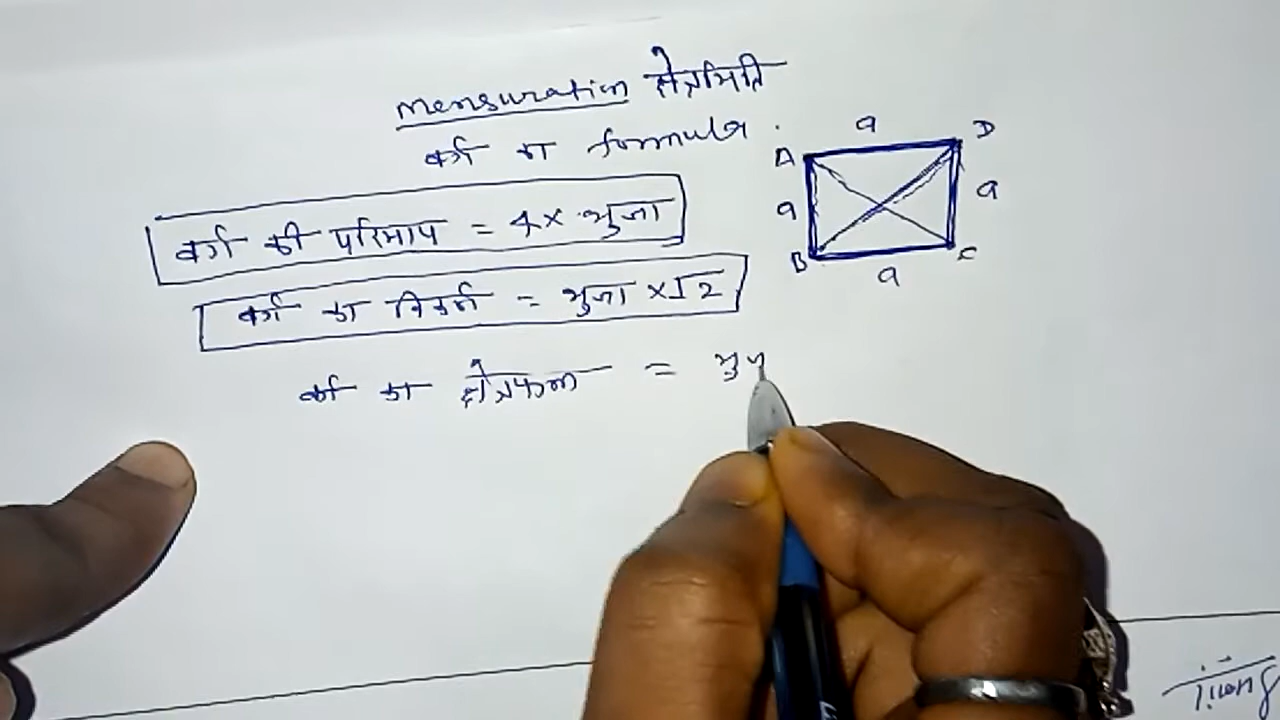 mensuration क्षेत्रमिति
वर्ग का formula
वर्ग की परिमाप = 4 × भुजा
वर्ग का विकर्ण = भुजा × √2
वर्ग का क्षेत्रफल = भु
a
A D
a a
B C
a